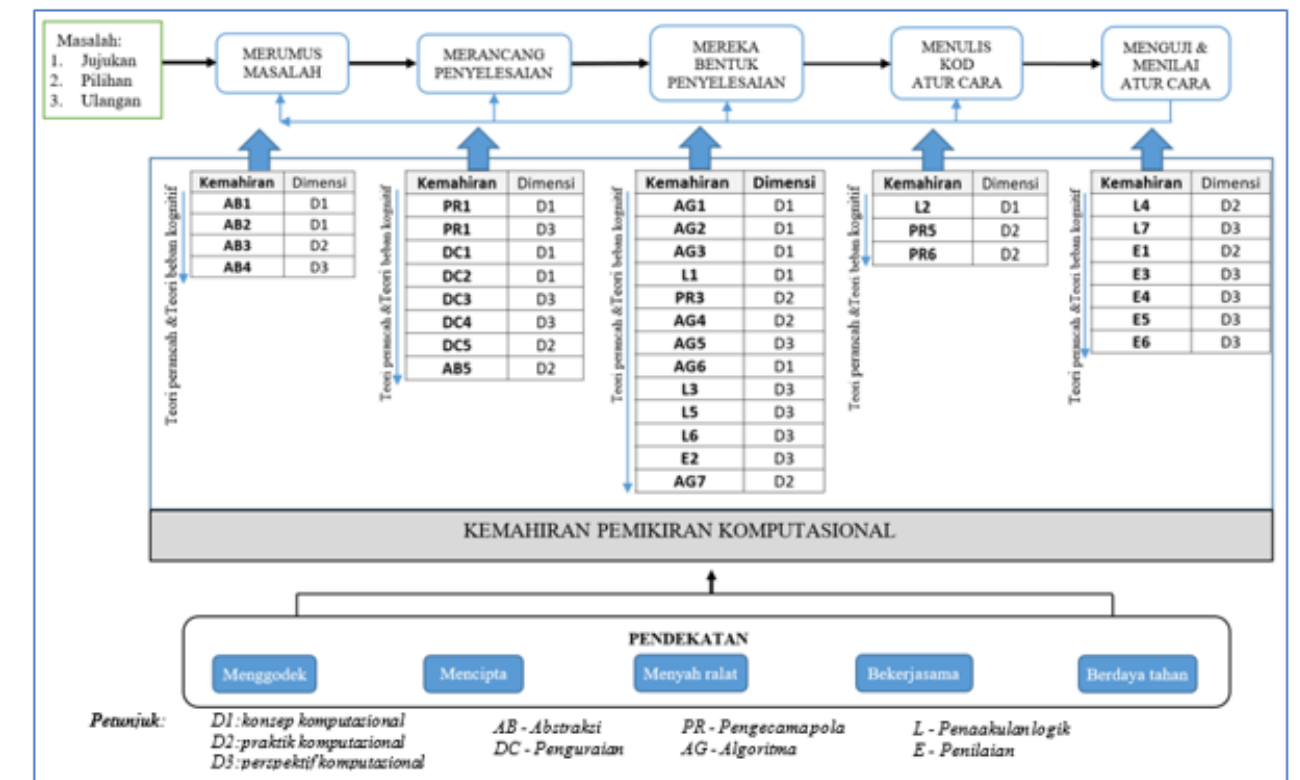 Masalah:
1. Jujukan
2. Pilihan
3. Ulangan
MERUMUS
MASALAH
MERANCANG
PENYELESAIAN
MEREKA
BENTUK
PENYELESAIAN
MENULIS
KOD
ATUR CARA
MENGUJI &
MENILAI
ATUR CARA
Teori perancah &Teori beban kognitif
Kemahiran Dimensi
AB1 D1
AB2 D1
AB3 D2
AB4 D3
Teori perancah &Teori beban kognitif
Kemahiran Dimensi
PR1 D1
PR1 D3
DC1 D1
DC2 D1
DC3 D3
DC4 D3
DC5 D2
AB5 D2
Teori perancah &Teori beban kognitif
Kemahiran Dimensi
AG1 D1
AG2 D1
AG3 D1
L1 D1
PR3 D2
AG4 D2
AG5 D3
AG6 D1
L3 D3
L5 D3
L6 D3
E2 D3
AG7 D2
Teori perancah &Teori beban kognitif
Kemahiran Dimensi
L2 D1
PR5 D2
PR6 D2
Teori perancah &Teori beban kognitif
Kemahiran Dimensi
L4 D2
L7 D3
E1 D2
E3 D3
E4 D3
E5 D3
E6 D3
KEMAHIRAN PEMIKIRAN KOMPUTASIONAL
PENDEKATAN
Menggodek
Mencipta
Menyah ralat
Bekerjasama
Berdaya tahan
Petunjuk:
D1:konsep komputasional
D2:praktik komputasional
D3:perspektif komputasional
AB - Abstraksi
DC - Penguraian
PR - Pengecamapola
AG - Algoritma
L - Penaakulan logik
E - Penilaian